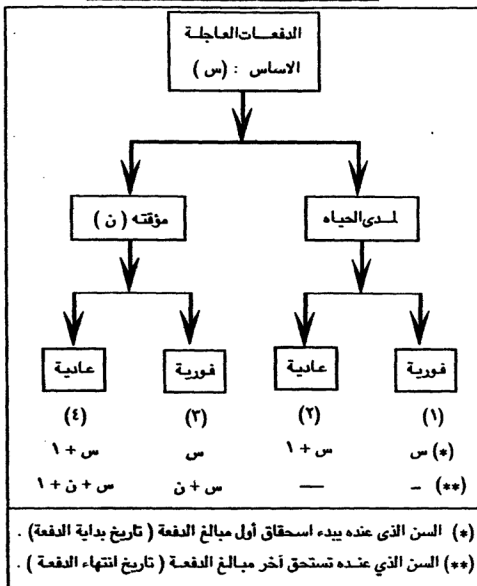 الدفعات العاجلة
الاساس : (س)
لمدى الحياه
مؤقته (ن)
فورية
عادية
فورية
عادية
(١) (٢) (٣) (٤)
(*) س س + ١ س س + ١
(**) – — س + ن س + ن + ١
(*) السن الذى عنده يبدء اسحقاق أول مبالغ الدفعة (تاريخ بداية الدفعة) .
(**) السن الذي عنده تستحق آخر مبالغ الدفعة (تاريخ انتهاء الدفعة) .